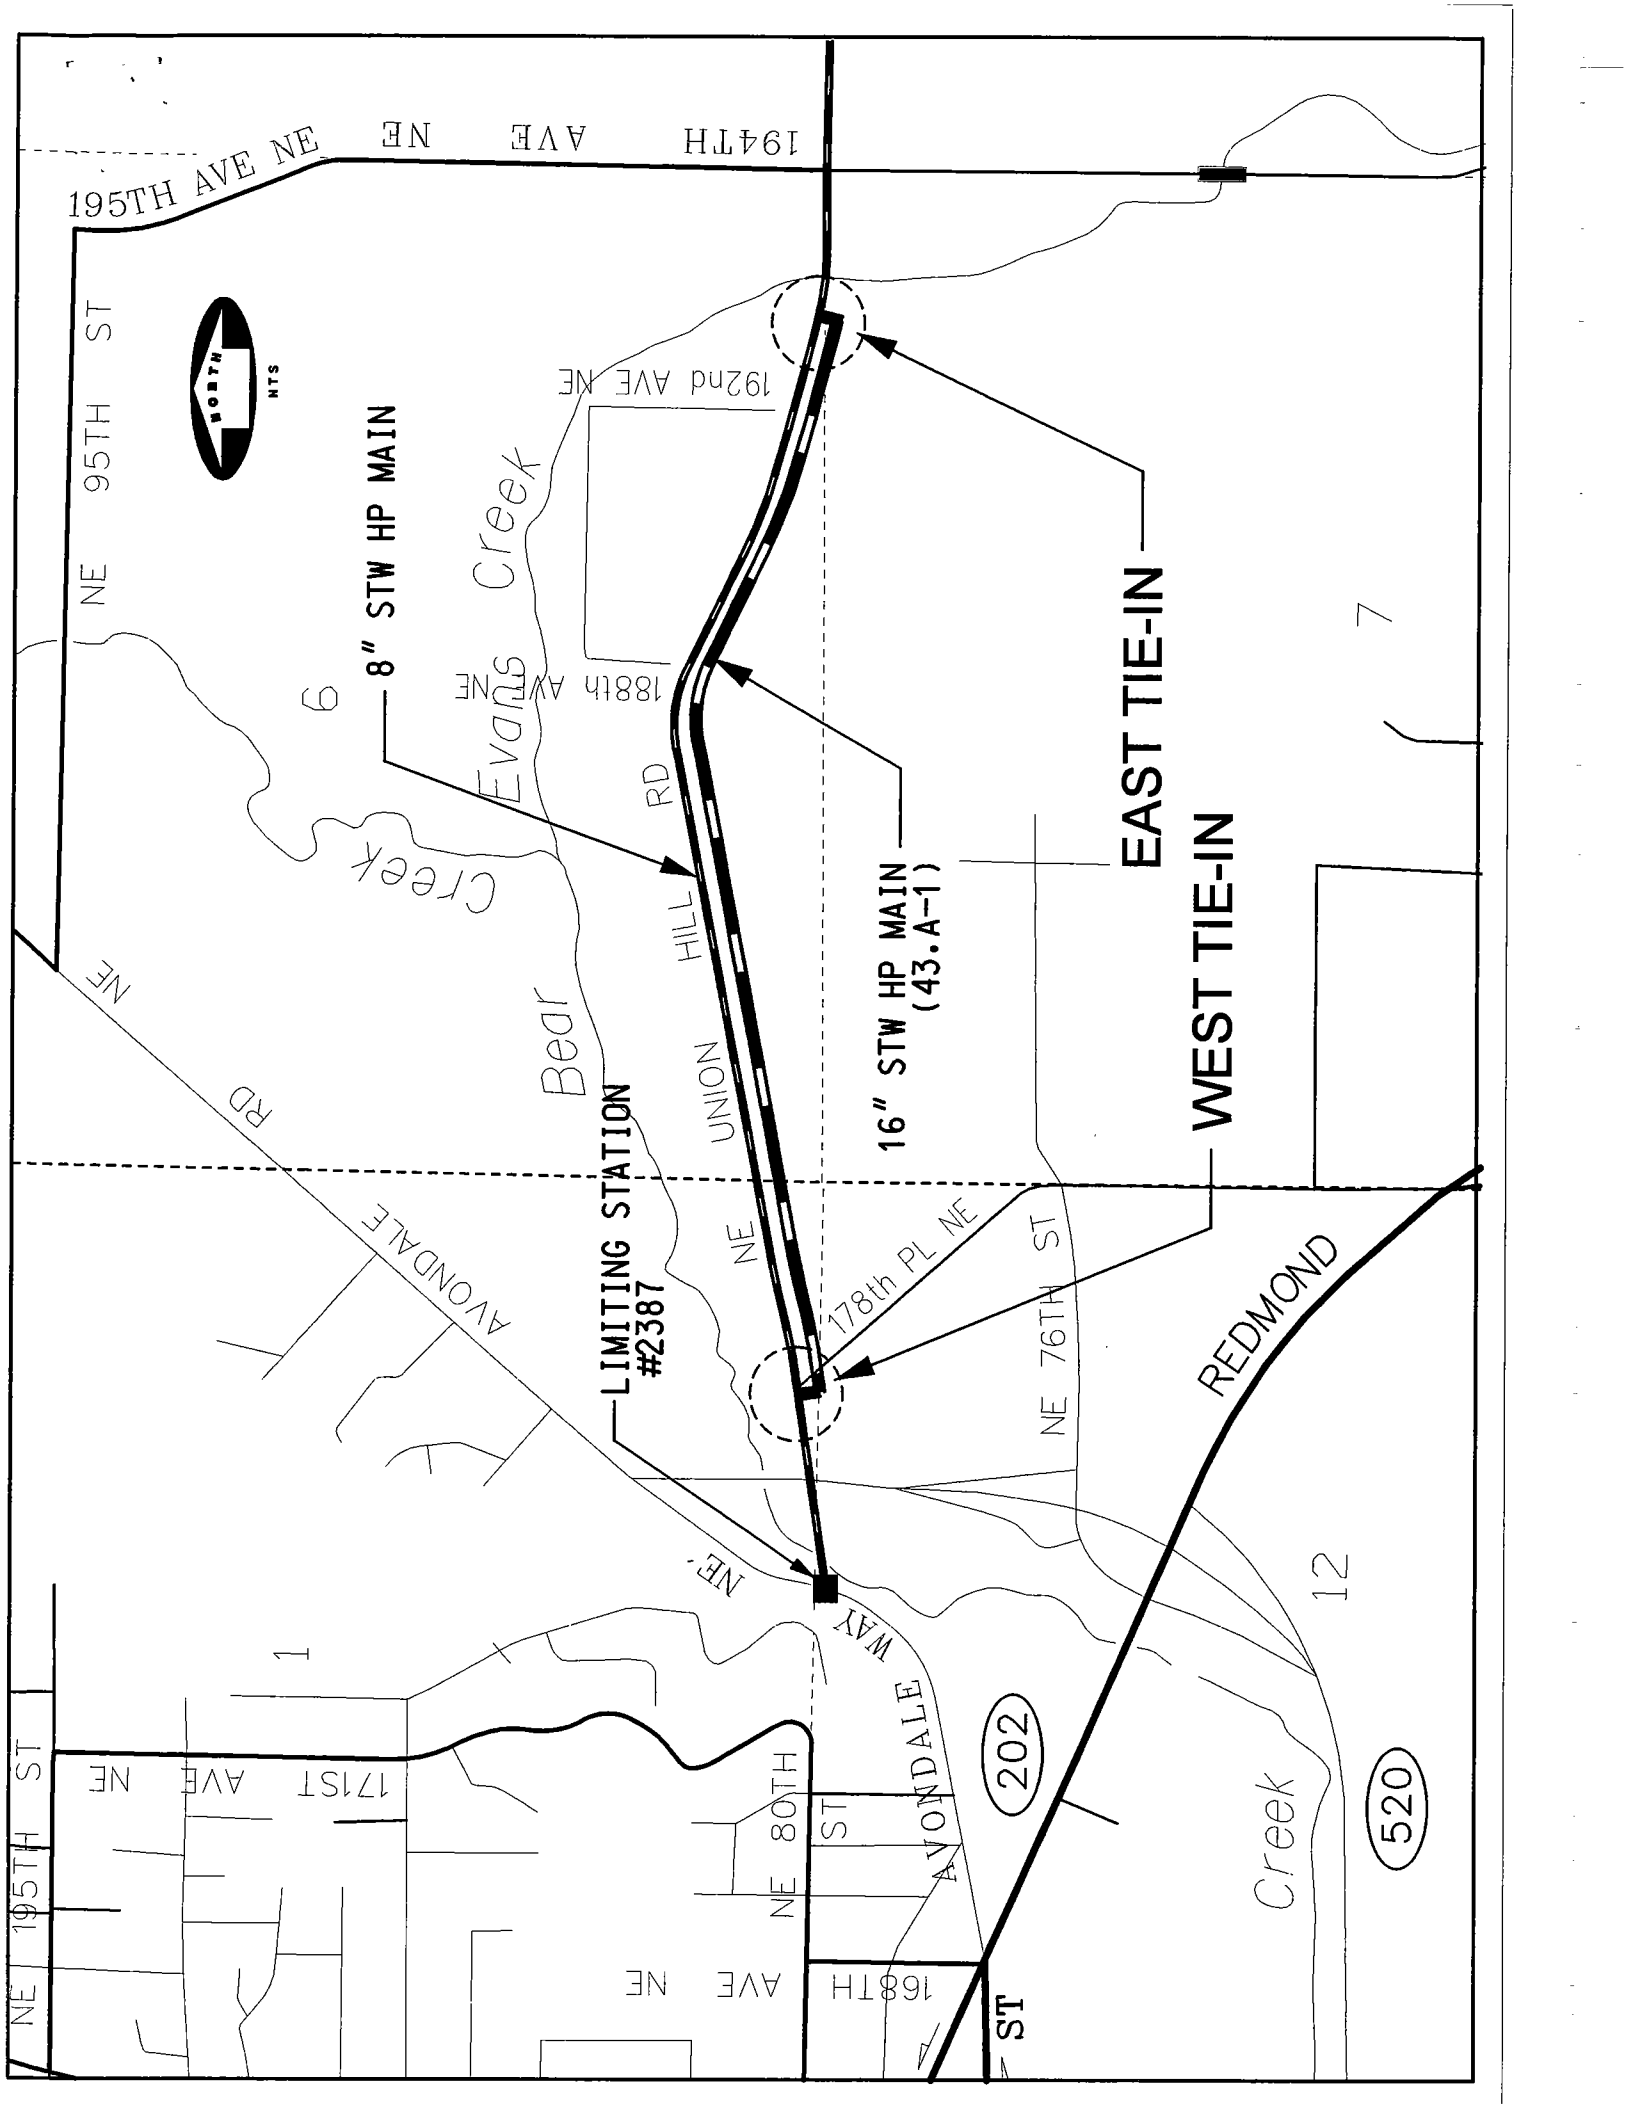 195TH AVE NE
194TH AVE NE
NE 95TH ST
NORTH
NTS
8" STW HP MAIN
192nd AVE NE
Evans Creek
188th AVE NE
6
7
EAST TIE-IN
WEST TIE-IN
16" STW HP MAIN
(43.A-1)
NE UNION HILL RD
Bear Creek
AVONDALE RD NE
LIMITING STATION
#2387
178th PL NE
NE 76TH ST
REDMOND
NE
AVONDALE WAY
1
12
NE 195TH ST
171ST AVE NE
NE 80TH
ST
168TH AVE NE
202
520
Creek
ST